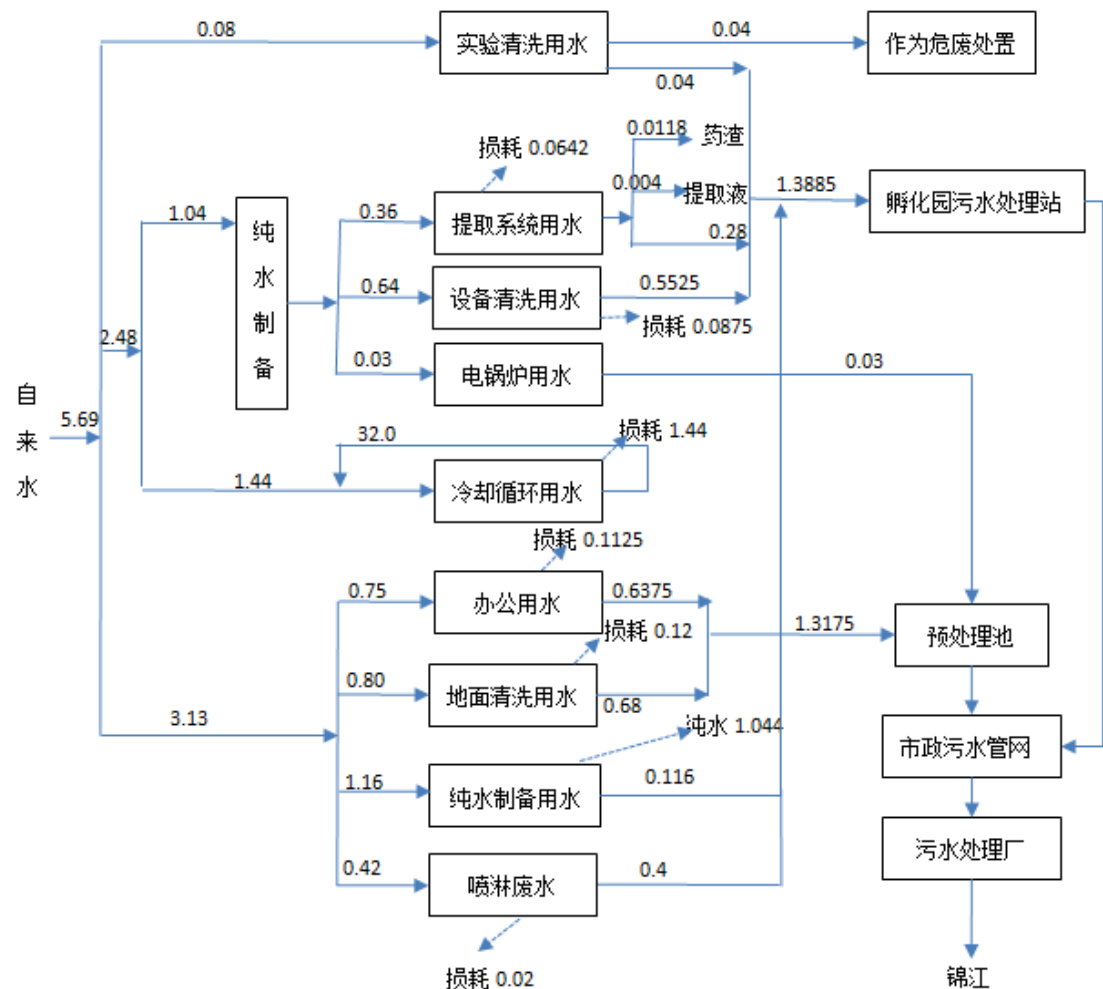 0.08
实验清洗用水
0.04
作为危废处置
0.04
0.0118
药渣
损耗 0.0642
0.004
提取液
1.3885
孵化园污水处理站
1.04
纯水制备
0.36
提取系统用水
0.28
0.64
设备清洗用水
0.5525
损耗 0.0875
2.48
0.03
电锅炉用水
0.03
自来水
5.69
32.0
损耗 1.44
1.44
冷却循环用水
损耗 0.1125
0.75
办公用水
0.6375
损耗 0.12
1.3175
预处理池
0.80
地面清洗用水
0.68
3.13
纯水 1.044
市政污水管网
1.16
纯水制备用水
0.116
污水处理厂
0.42
喷淋废水
0.4
损耗 0.02
锦江